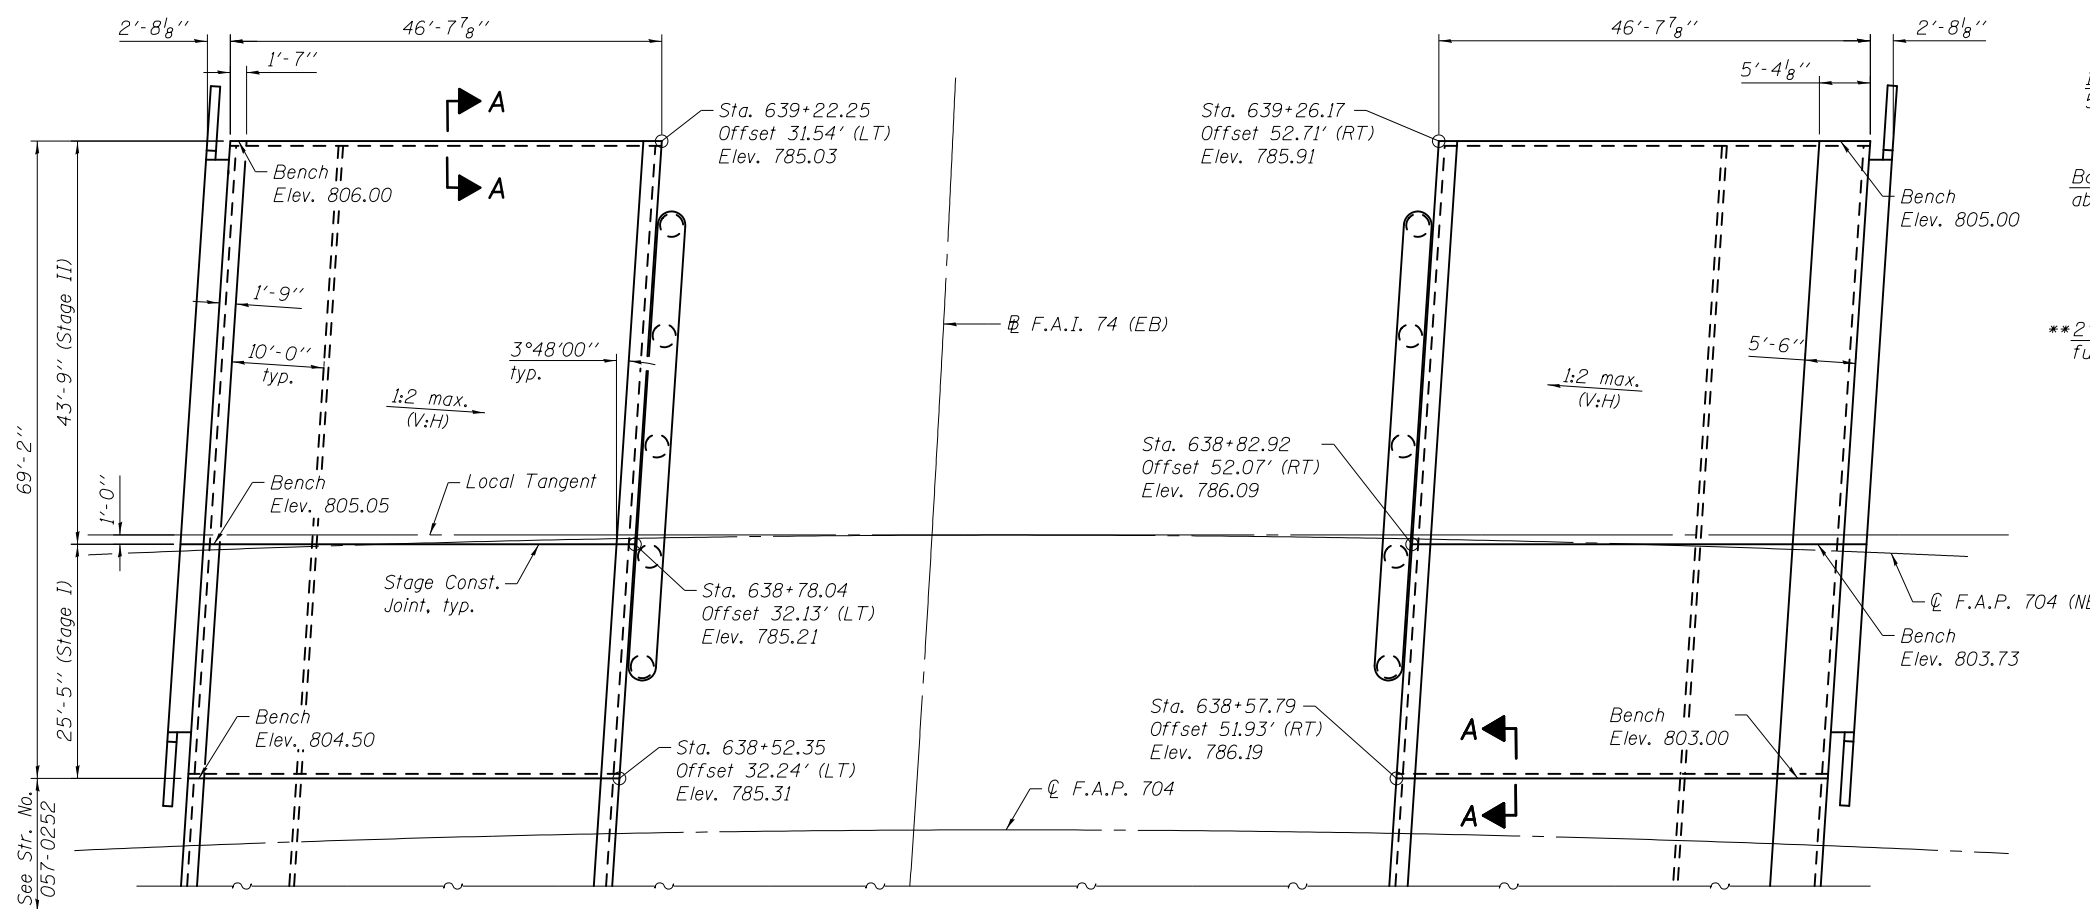 2'-8⅛"
46'-7⅞"
46'-7⅞"
2'-8⅛"
1'-7"
5'-4⅛"
A
A
Sta. 639+22.25
Offset 31.54' (LT)
Elev. 785.03
Sta. 639+26.17
Offset 52.71' (RT)
Elev. 785.91
Bench
Elev. 806.00
Bench
Elev. 805.00
43'-9" (Stage II)
1'-9"
10'-0"
typ.
3°48'00"
typ.
℄ F.A.I. 74 (EB)
1:2 max.
(V:H)
1:2 max.
(V:H)
5'-6"
**2
fu
69'-2"
1'-0"
Bench
Elev. 805.05
Local Tangent
Sta. 638+82.92
Offset 52.07' (RT)
Elev. 786.09
Stage Const.
Joint, typ.
Sta. 638+78.04
Offset 32.13' (LT)
Elev. 785.21
℄ F.A.P. 704 (NB
Bench
Elev. 803.73
25'-5" (Stage I)
Bench
Elev. 804.50
Sta. 638+52.35
Offset 32.24' (LT)
Elev. 785.31
Sta. 638+57.79
Offset 51.93' (RT)
Elev. 786.19
A
A
Bench
Elev. 803.00
℄ F.A.P. 704
See Str. No.
057-0252